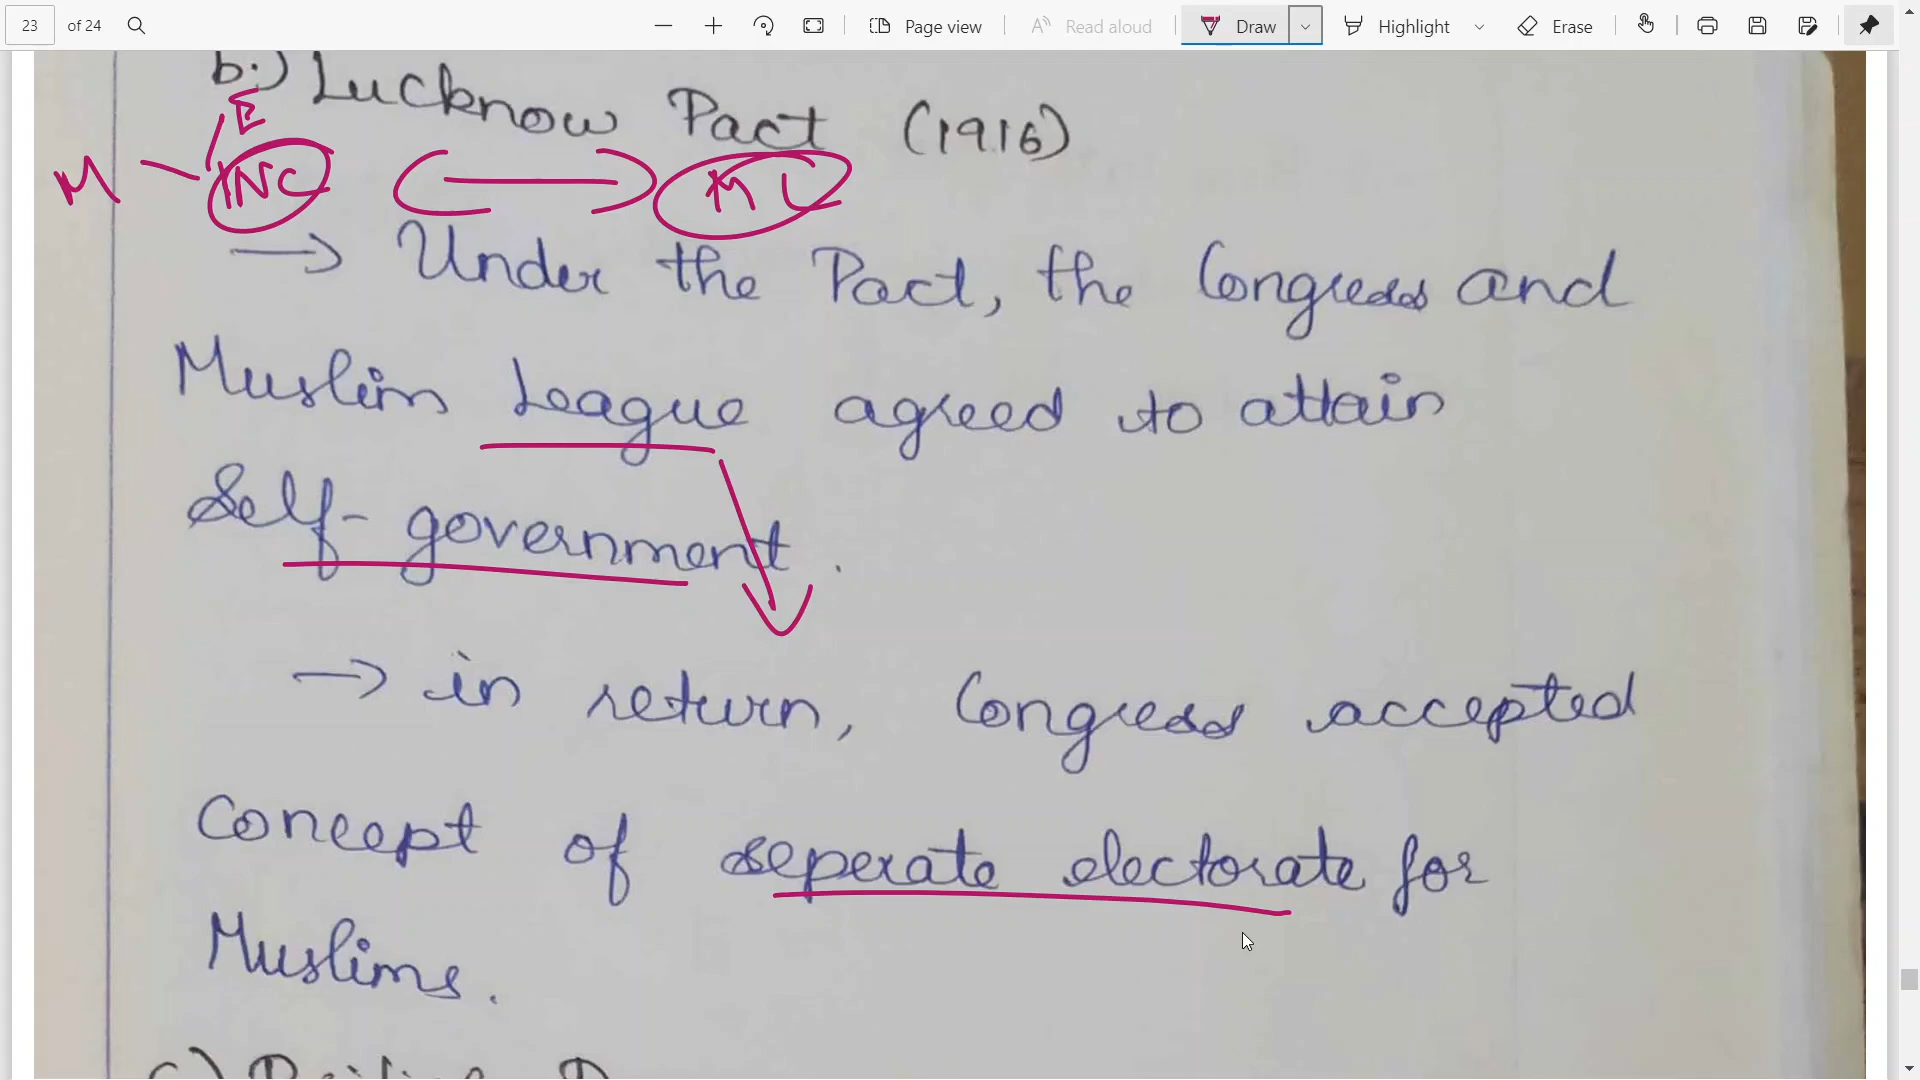 23 of 24 Page view Read aloud Draw Highlight Erase
b.) Lucknow Pact (1916)
E
M INC ML
→ Under the Pact, the Congress and
Muslim League agreed to attain
Self-government.
→ in return, Congress accepted
Concept of seperate electorate for
Muslims.
c)